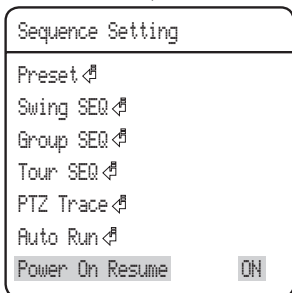 Sequence Setting
Preset
Swing SEQ
Group SEQ
Tour SEQ
PTZ Trace
Auto Run
Power On Resume ON